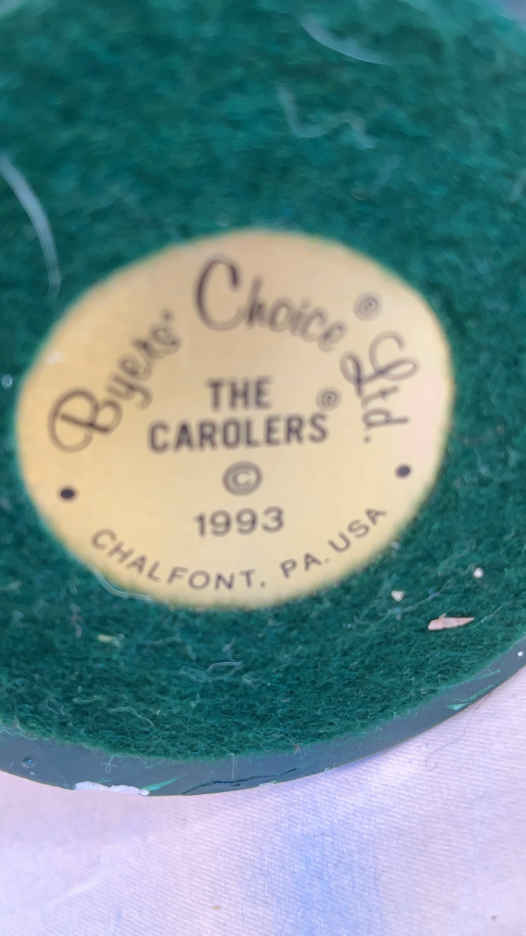 Byers' Choice® Ltd.
THE
CAROLERS®
©
1993
CHALFONT, PA. USA